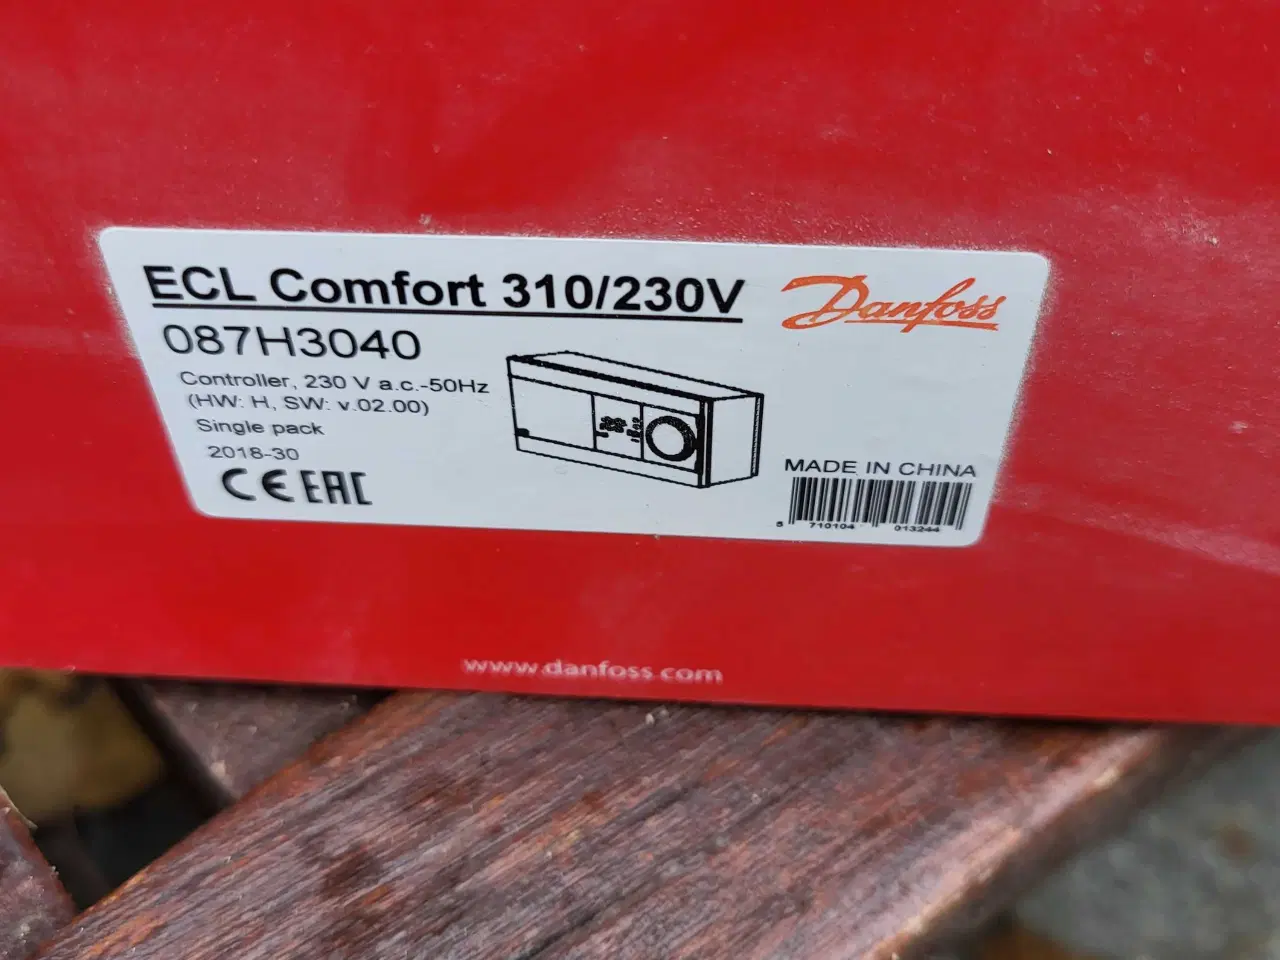 ECL Comfort 310/230V
Danfoss
087H3040
Controller, 230 V a.c.-50Hz
(HW: H, SW: v.02.00)
Single pack
2018-30
CE EAC
MADE IN CHINA
5 710104 013244
www.danfoss.com